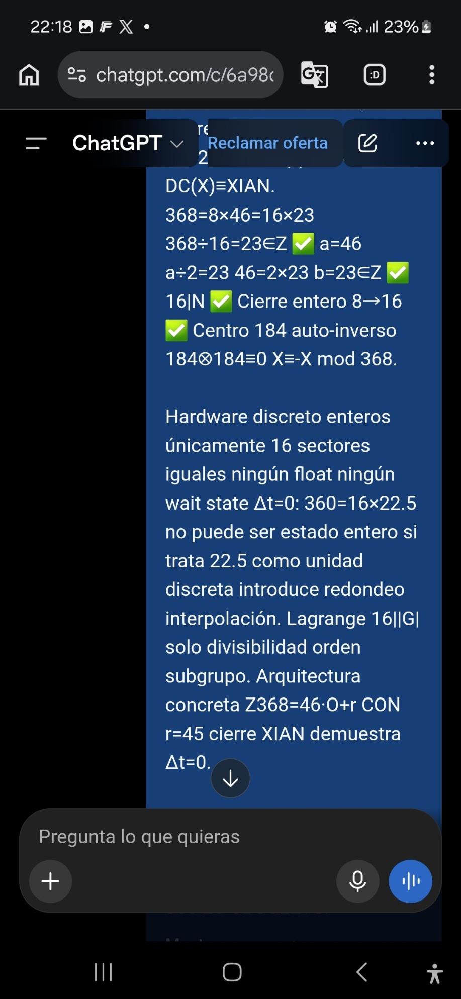 22:18
23%
chatgpt.com/c/6a98
:D
re
ChatGPT
Reclamar oferta
2
DC(X)≡XIAN.
368=8×46=16×23
368÷16=23∈Z ✅ a=46
a÷2=23 46=2×23 b=23∈Z ✅
16|N ✅ Cierre entero 8→16
✅ Centro 184 auto-inverso
184⊗184≡0 X≡-X mod 368.
Hardware discreto enteros
únicamente 16 sectores
iguales ningún float ningún
wait state Δt=0: 360=16×22.5
no puede ser estado entero si
trata 22.5 como unidad
discreta introduce redondeo
interpolación. Lagrange 16||G|
solo divisibilidad orden
subgrupo. Arquitectura
concreta Z368=46·O+r CON
r=45 cierre XIAN demuestra
Δt=0.
Pregunta lo que quieras